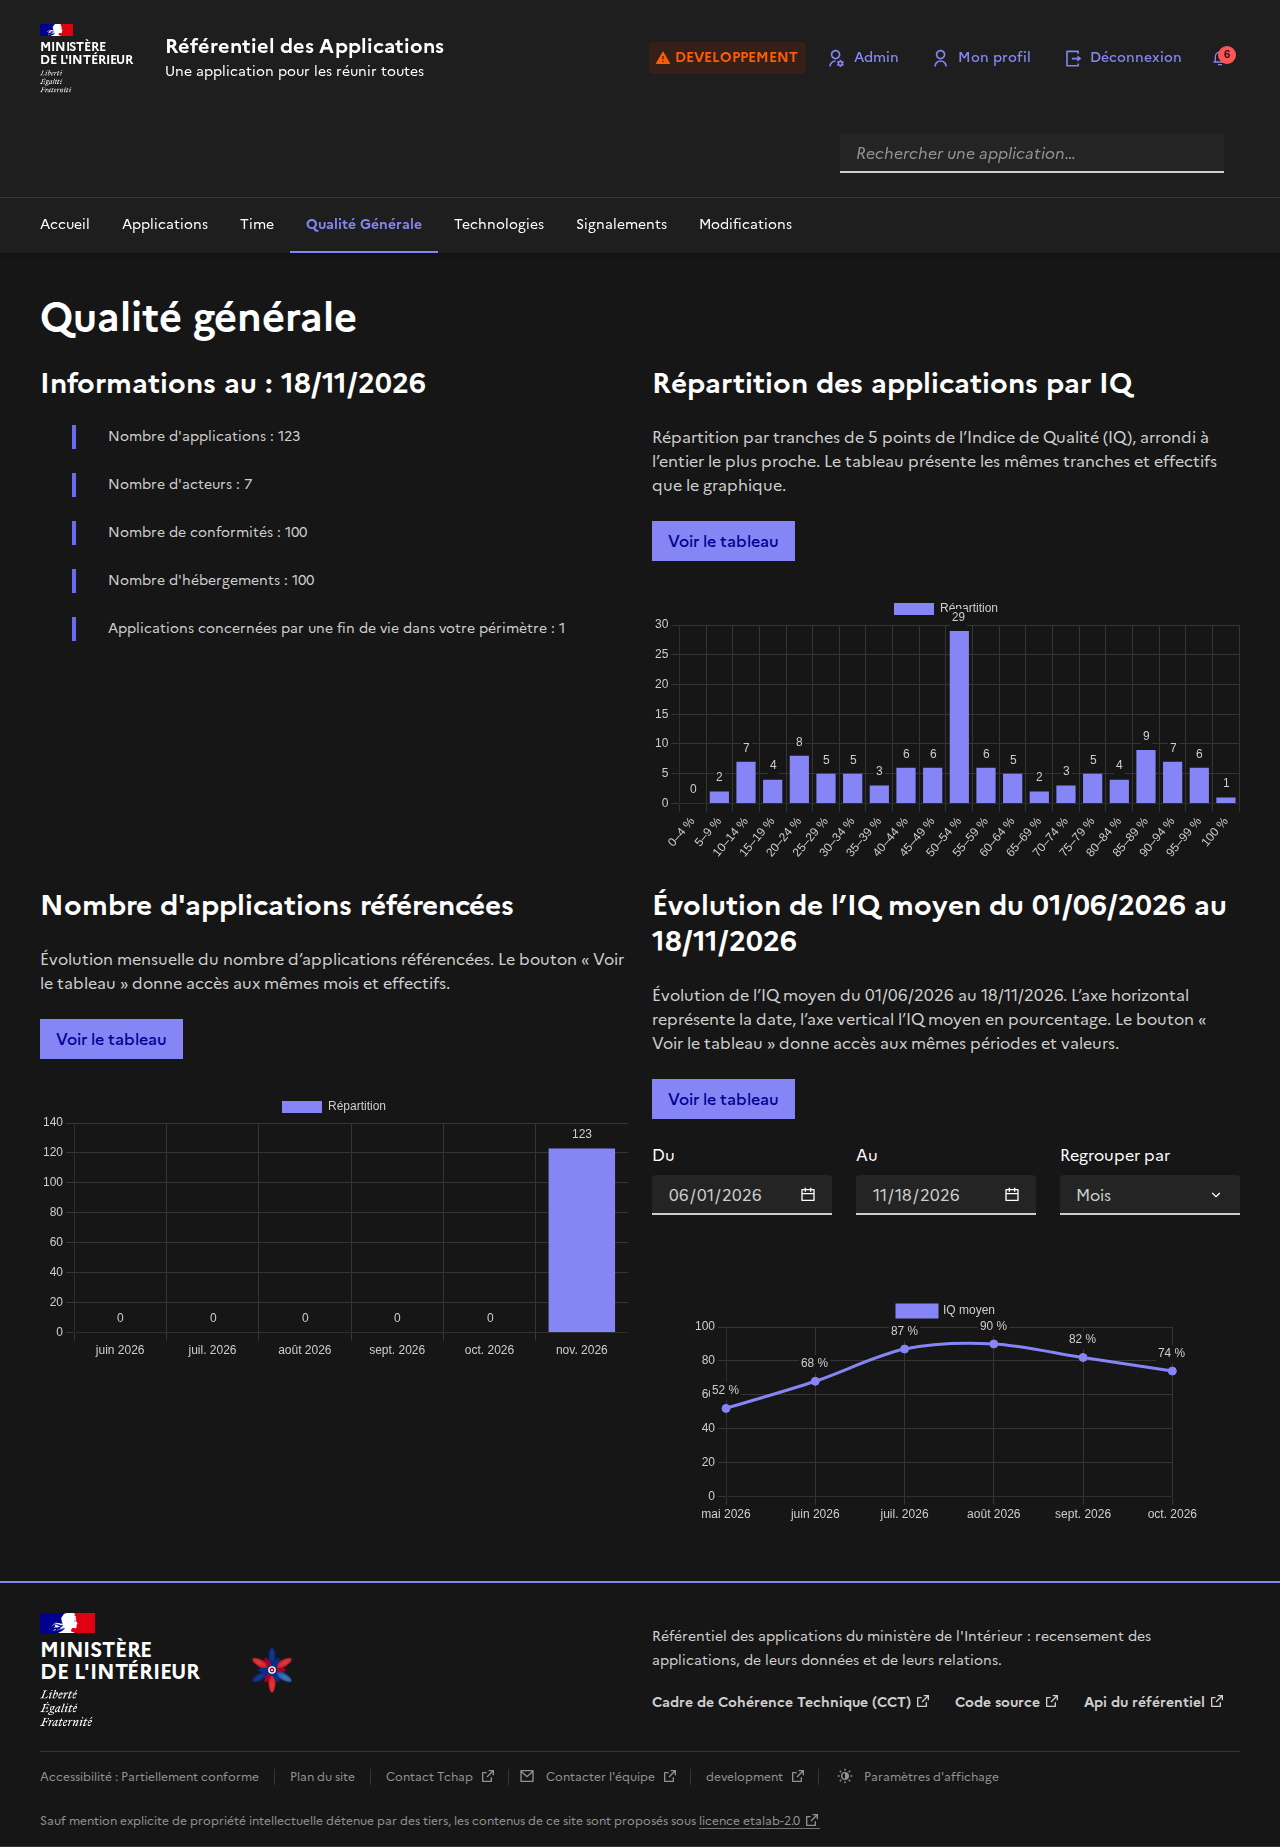 MINISTÈRE
DE L'INTÉRIEUR
Liberté
Égalité
Fraternité
Référentiel des Applications
Une application pour les réunir toutes
DEVELOPPEMENT
Admin
Mon profil
Déconnexion
6
Rechercher une application…
Accueil
Applications
Time
Qualité Générale
Technologies
Signalements
Modifications
Qualité générale
Informations au : 18/11/2026
Nombre d'applications : 123
Nombre d'acteurs : 7
Nombre de conformités : 100
Nombre d'hébergements : 100
Applications concernées par une fin de vie dans votre périmètre : 1
Répartition des applications par IQ
Répartition par tranches de 5 points de l’Indice de Qualité (IQ), arrondi à
l’entier le plus proche. Le tableau présente les mêmes tranches et effectifs
que le graphique.
Voir le tableau
Répartition
30
25
20
15
10
5
0
0 2 7 4 8 5 5 3 6 6 29 6 5 2 3 5 4 9 7 6 1
0–4 % 5–9 % 10–14 % 15–19 % 20–24 % 25–29 % 30–34 % 35–39 % 40–44 % 45–49 % 50–54 % 55–59 % 60–64 % 65–69 % 70–74 % 75–79 % 80–84 % 85–89 % 90–94 % 95–99 % 100 %
Nombre d'applications référencées
Évolution mensuelle du nombre d’applications référencées. Le bouton « Voir
le tableau » donne accès aux mêmes mois et effectifs.
Voir le tableau
Répartition
140
120
100
80
60
40
20
0
0 0 0 0 0 123
juin 2026 juil. 2026 août 2026 sept. 2026 oct. 2026 nov. 2026
Évolution de l’IQ moyen du 01/06/2026 au
18/11/2026
Évolution de l’IQ moyen du 01/06/2026 au 18/11/2026. L’axe horizontal
représente la date, l’axe vertical l’IQ moyen en pourcentage. Le bouton «
Voir le tableau » donne accès aux mêmes périodes et valeurs.
Voir le tableau
Du
Au
Regrouper par
06/01/2026
11/18/2026
Mois
IQ moyen
100
80
60
40
20
0
52 % 68 % 87 % 90 % 82 % 74 %
mai 2026 juin 2026 juil. 2026 août 2026 sept. 2026 oct. 2026
MINISTÈRE
DE L'INTÉRIEUR
Liberté
Égalité
Fraternité
Référentiel des applications du ministère de l'Intérieur : recensement des
applications, de leurs données et de leurs relations.
Cadre de Cohérence Technique (CCT)
Code source
Api du référentiel
Accessibilité : Partiellement conforme
Plan du site
Contact Tchap
Contacter l'équipe
development
Paramètres d'affichage
Sauf mention explicite de propriété intellectuelle détenue par des tiers, les contenus de ce site sont proposés sous licence etalab-2.0